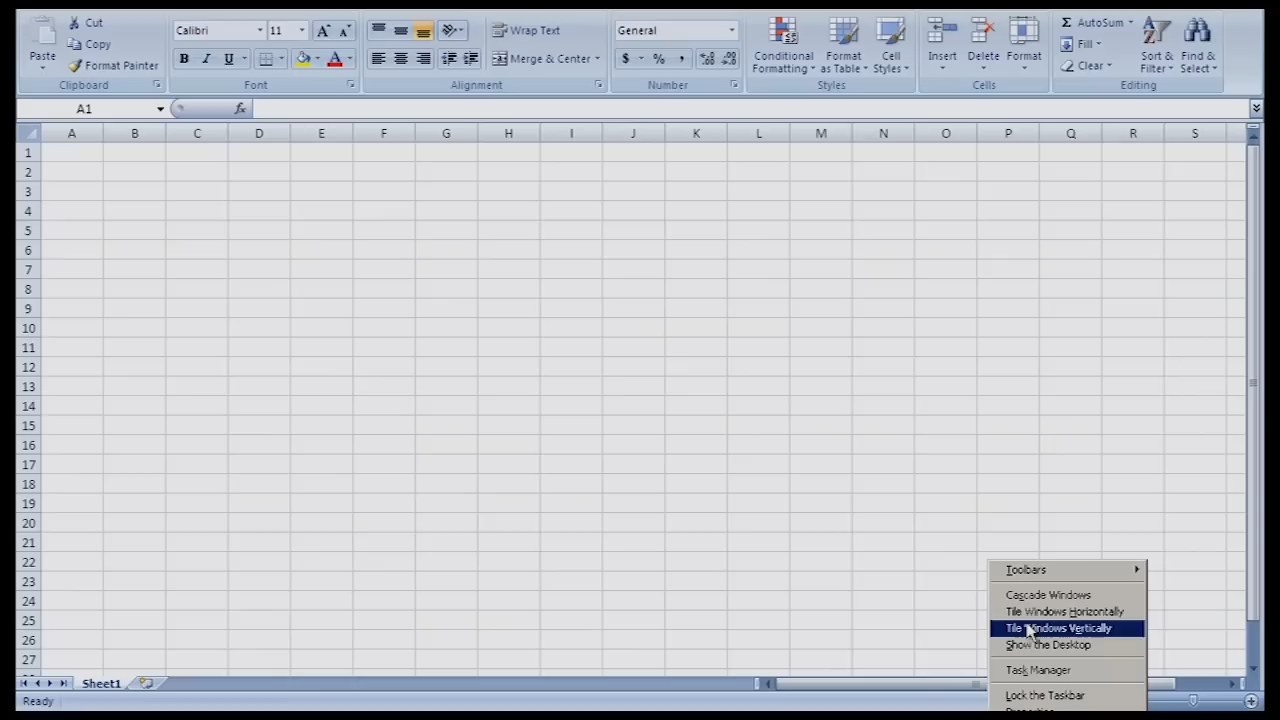 Cut
Copy
Format Painter
Paste
Clipboard
Calibri 11
B I U A
Font
Wrap Text
Merge & Center
Alignment
General
$ % ,
Number
Conditional Formatting
Format as Table
Cell Styles
Styles
Insert Delete Format
Cells
Σ AutoSum
Fill
Clear
Sort & Filter
Find & Select
Editing
A1 fx
A B C D E F G H I J K L M N O P Q R S
1
2
3
4
5
6
7
8
9
10
11
12
13
14
15
16
17
18
19
20
21
22
23
24
25
26
27
Toolbars
Cascade Windows
Tile Windows Horizontally
Tile Windows Vertically
Show the Desktop
Task Manager
Lock the Taskbar
Sheet1
Ready